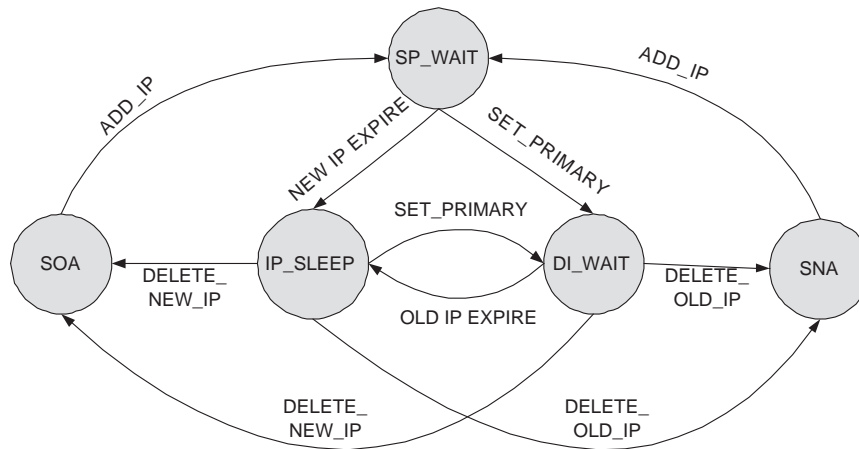 SP_WAIT
ADD_IP
ADD_IP
NEW IP EXPIRE
SET_PRIMARY
SET_PRIMARY
SOA
IP_SLEEP
DI_WAIT
SNA
DELETE_
NEW_IP
DELETE_
OLD_IP
OLD IP EXPIRE
DELETE_
NEW_IP
DELETE_
OLD_IP